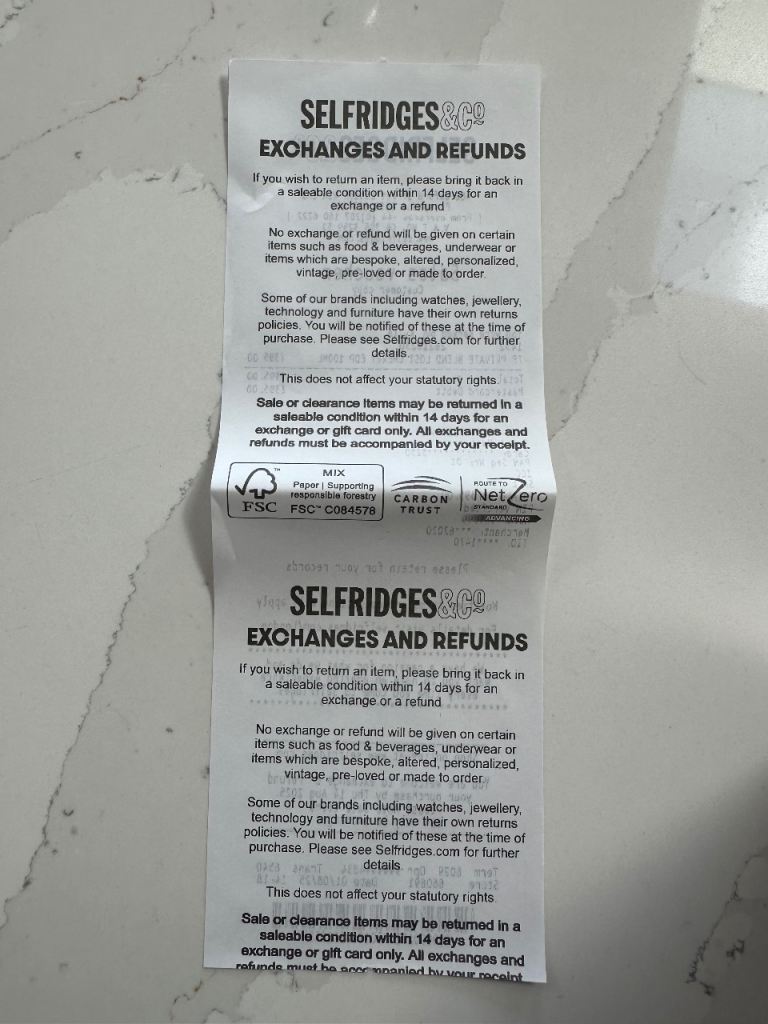 SELFRIDGES&Cº
EXCHANGES AND REFUNDS
If you wish to return an item, please bring it back in
a saleable condition within 14 days for an
exchange or a refund
No exchange or refund will be given on certain
items such as food & beverages, underwear or
items which are bespoke, altered, personalized,
vintage, pre-loved or made to order.
Some of our brands including watches, jewellery,
technology and furniture have their own returns
policies. You will be notified of these at the time of
purchase. Please see Selfridges.com for further
details.
This does not affect your statutory rights.
Sale or clearance items may be returned in a
saleable condition within 14 days for an
exchange or gift card only. All exchanges and
refunds must be accompanied by your receipt.
FSC™
MIX
Paper | Supporting
responsible forestry
FSC™ C084578
CARBON
TRUST
ROUTE TO
Net Zero
STANDARD
ADVANCING
Please retain for your records
SELFRIDGES&Cº
EXCHANGES AND REFUNDS
If you wish to return an item, please bring it back in
a saleable condition within 14 days for an
exchange or a refund
No exchange or refund will be given on certain
items such as food & beverages, underwear or
items which are bespoke, altered, personalized,
vintage, pre-loved or made to order.
Some of our brands including watches, jewellery,
technology and furniture have their own returns
policies. You will be notified of these at the time of
purchase. Please see Selfridges.com for further
details.
This does not affect your statutory rights.
Sale or clearance items may be returned in a
saleable condition within 14 days for an
exchange or gift card only. All exchanges and
refunds must be accompanied by your receipt